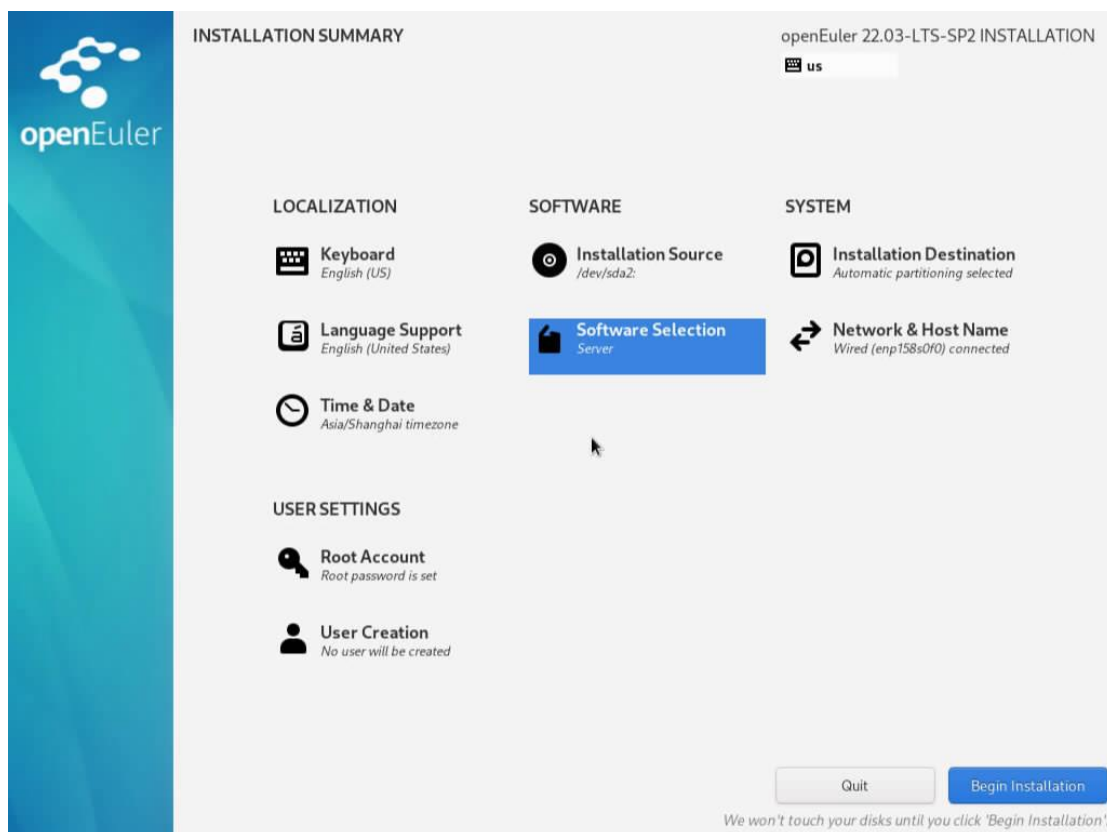 openEuler
INSTALLATION SUMMARY
openEuler 22.03-LTS-SP2 INSTALLATION
us
LOCALIZATION
Keyboard
English (US)
Language Support
English (United States)
Time & Date
Asia/Shanghai timezone
SOFTWARE
Installation Source
/dev/sda2:
Software Selection
Server
SYSTEM
Installation Destination
Automatic partitioning selected
Network & Host Name
Wired (enp158s0f0) connected
USER SETTINGS
Root Account
Root password is set
User Creation
No user will be created
Quit
Begin Installation
We won't touch your disks until you click 'Begin Installation'.